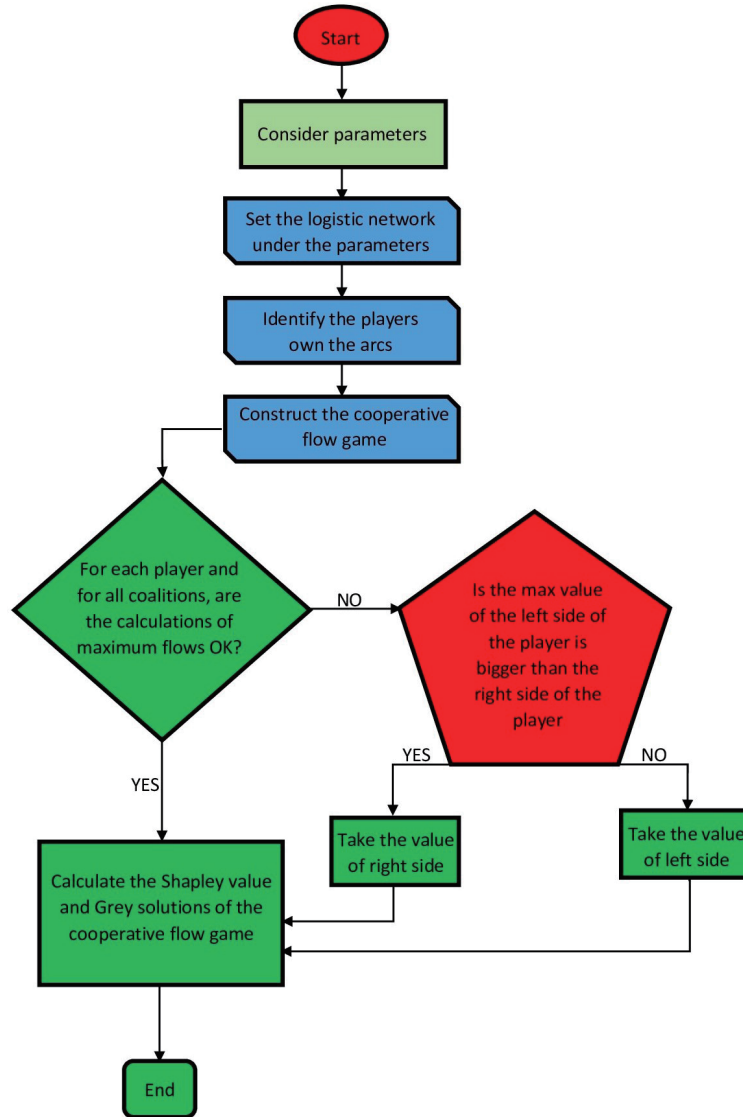 Start
Consider parameters
Set the logistic network
under the parameters
Identify the players
own the arcs
Construct the cooperative
flow game
For each player and
for all coalitions, are
the calculations of
maximum flows OK?
NO
Is the max value
of the left side of
the player is
bigger than the
right side of the
player
YES
YES
NO
Take the value
of right side
Take the value
of left side
Calculate the Shapley value
and Grey solutions of the
cooperative flow game
End